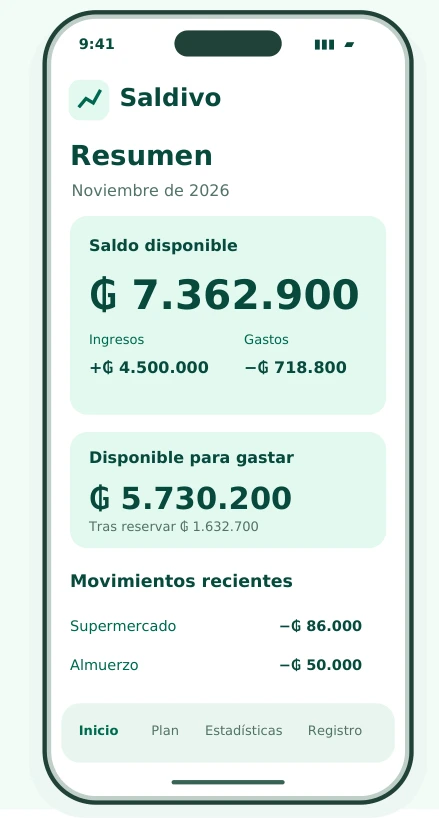 9:41
Saldivo
Resumen
Noviembre de 2026
Saldo disponible
₲ 7.362.900
Ingresos Gastos
+₲ 4.500.000 −₲ 718.800
Disponible para gastar
₲ 5.730.200
Tras reservar ₲ 1.632.700
Movimientos recientes
Supermercado −₲ 86.000
Almuerzo −₲ 50.000
Inicio Plan Estadísticas Registro